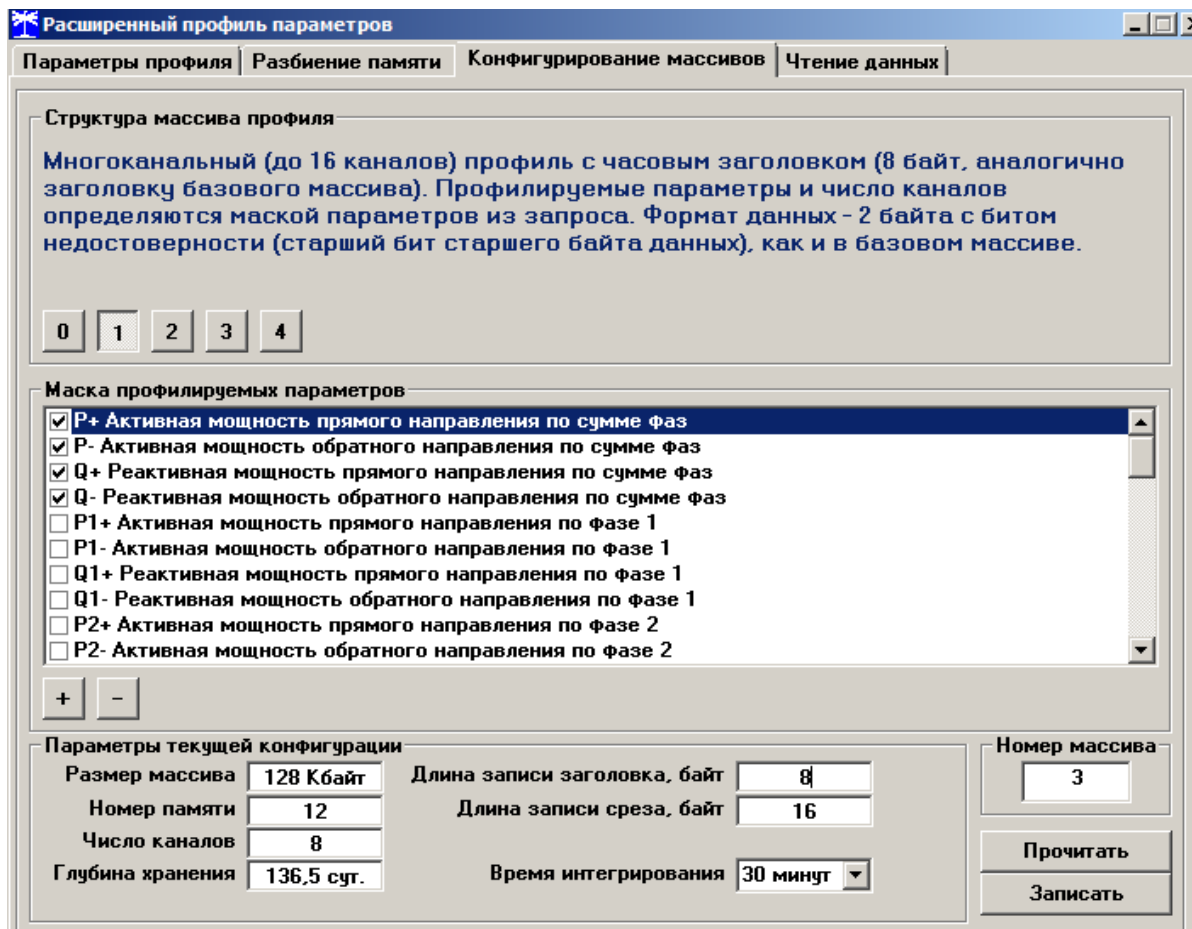 Расширенный профиль параметров
Параметры профиля Разбиение памяти Конфигурирование массивов Чтение данных
Структура массива профиля
Многоканальный (до 16 каналов) профиль с часовым заголовком (8 байт, аналогично
заголовку базового массива). Профилируемые параметры и число каналов
определяются маской параметров из запроса. Формат данных - 2 байта с битом
недостоверности (старший бит старшего байта данных), как и в базовом массиве.
0 1 2 3 4
Маска профилируемых параметров
P+ Активная мощность прямого направления по сумме фаз
P- Активная мощность обратного направления по сумме фаз
Q+ Реактивная мощность прямого направления по сумме фаз
Q- Реактивная мощность обратного направления по сумме фаз
P1+ Активная мощность прямого направления по фазе 1
P1- Активная мощность обратного направления по фазе 1
Q1+ Реактивная мощность прямого направления по фазе 1
Q1- Реактивная мощность обратного направления по фазе 1
P2+ Активная мощность прямого направления по фазе 2
P2- Активная мощность обратного направления по фазе 2
+ -
Параметры текущей конфигурации
Размер массива 128 Кбайт Длина записи заголовка, байт 8
Номер памяти 12 Длина записи среза, байт 16
Число каналов 8
Глубина хранения 136,5 сут. Время интегрирования 30 минут
Номер массива
3
Прочитать
Записать